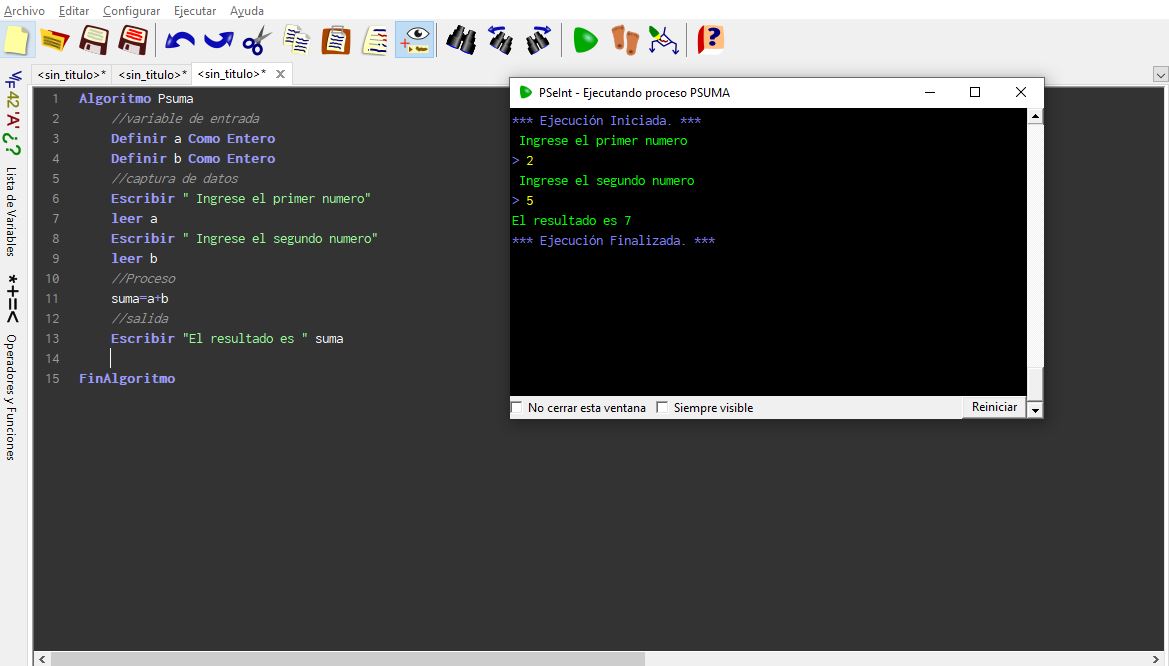 Archivo Editar Configurar Ejecutar Ayuda
<sin_titulo>* <sin_titulo>* <sin_titulo>*
VF 42 'A' ¿? Lista de Variables
*+=< Operadores y Funciones
1 Algoritmo Psuma
2 //variable de entrada
3 Definir a Como Entero
4 Definir b Como Entero
5 //captura de datos
6 Escribir " Ingrese el primer numero"
7 leer a
8 Escribir " Ingrese el segundo numero"
9 leer b
10 //Proceso
11 suma=a+b
12 //salida
13 Escribir "El resultado es " suma
14
15 FinAlgoritmo
PSeInt - Ejecutando proceso PSUMA
*** Ejecución Iniciada. ***
Ingrese el primer numero
> 2
Ingrese el segundo numero
> 5
El resultado es 7
*** Ejecución Finalizada. ***
No cerrar esta ventana Siempre visible Reiniciar